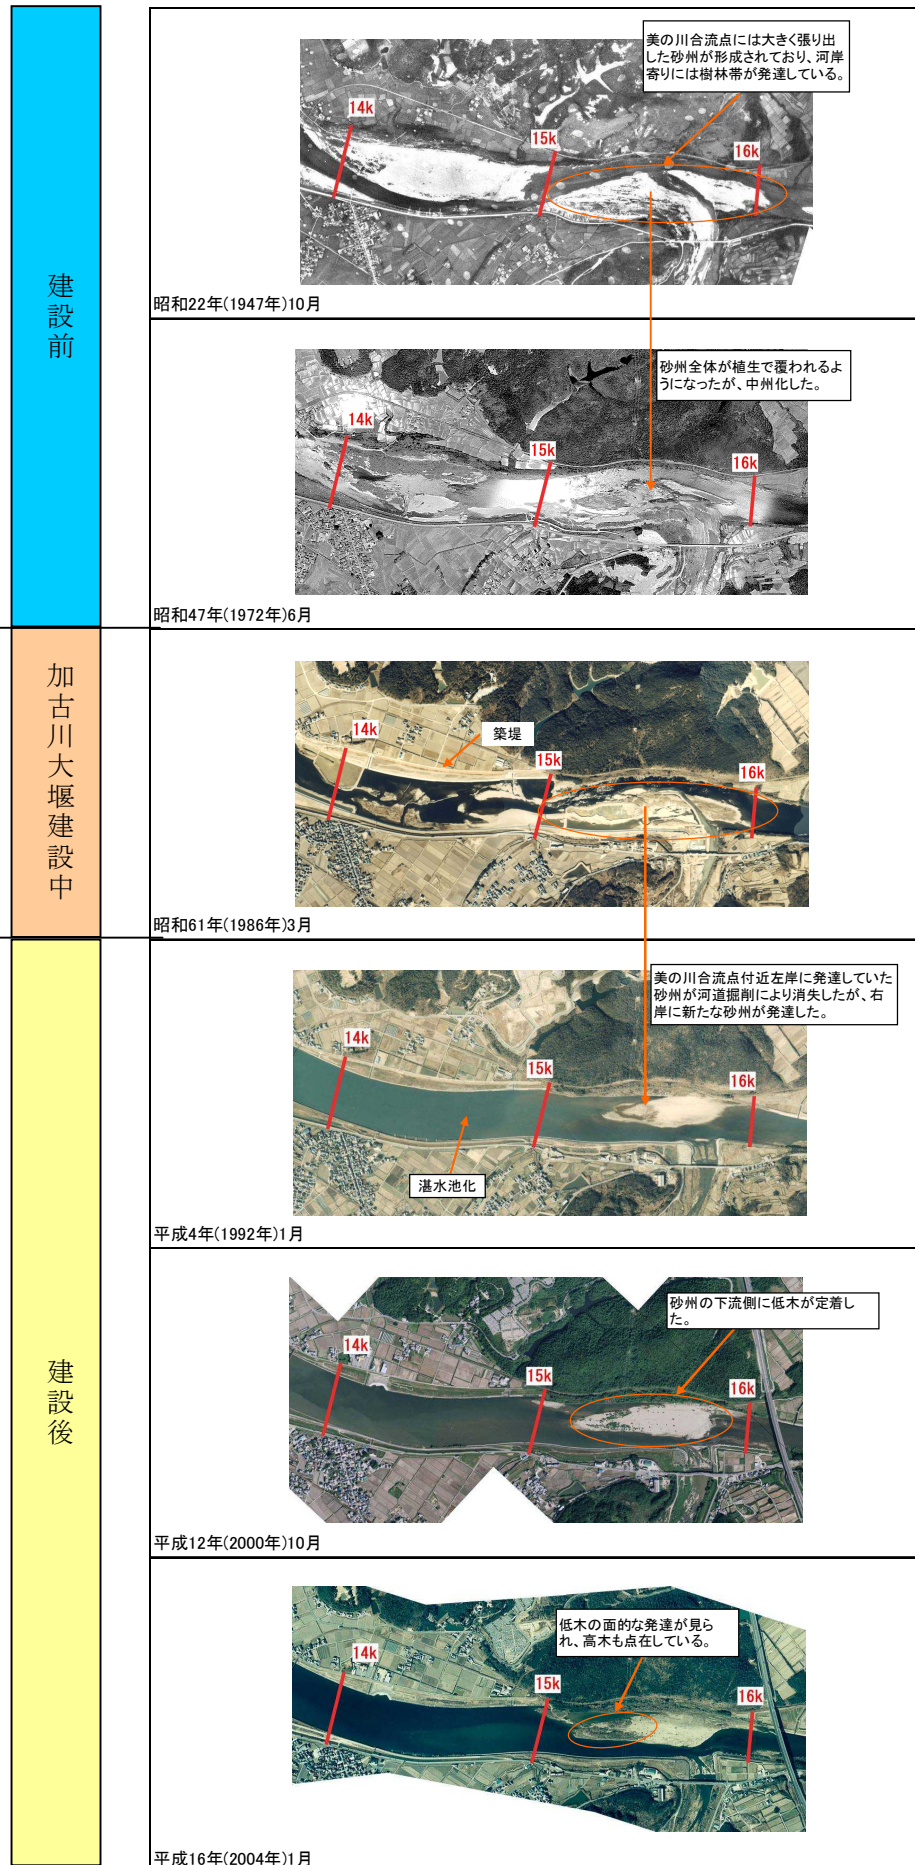 建設前
美の川合流点には大きく張り出
した砂州が形成されており、河岸
寄りには樹林帯が発達している。
14k
15k
16k
昭和22年(1947年)10月
砂州全体が植生で覆われるよ
うになったが、中州化した。
14k
15k
16k
昭和47年(1972年)6月
加古川大堰建設中
築堤
14k
15k
16k
昭和61年(1986年)3月
建設後
美の川合流点付近左岸に発達していた
砂州が河道掘削により消失したが、右
岸に新たな砂州が発達した。
14k
15k
16k
湛水池化
平成4年(1992年)1月
砂州の下流側に低木が定着し
た。
14k
15k
16k
平成12年(2000年)10月
低木の面的な発達が見ら
れ、高木も点在している。
14k
15k
16k
平成16年(2004年)1月